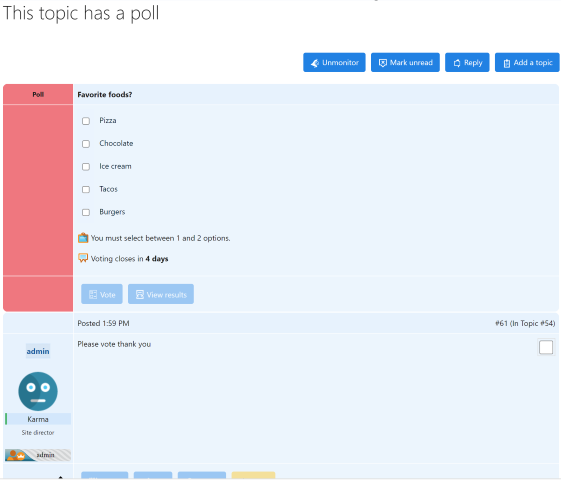 This topic has a poll
Unmonitor
Mark unread
Reply
Add a topic
Poll
Favorite foods?
Pizza
Chocolate
Ice cream
Tacos
Burgers
You must select between 1 and 2 options.
Voting closes in 4 days
Vote
View results
Posted 1:59 PM
#61 (In Topic #54)
admin
Please vote thank you
Karma
Site director
admin